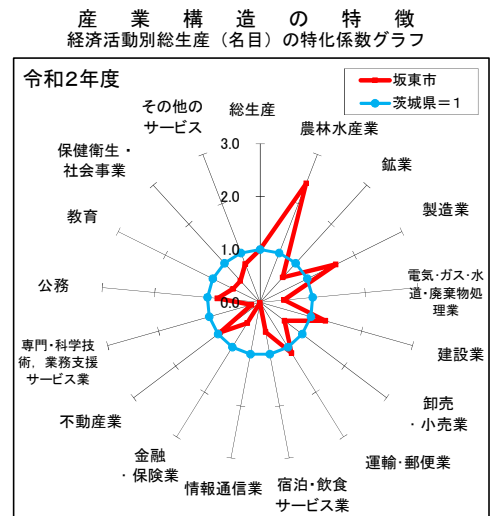 産業構造の特徴
経済活動別総生産（名目）の特化係数グラフ
令和2年度
坂東市
茨城県＝1
総生産
農林水産業
鉱業
製造業
電気・ガス・水
道・廃棄物処
理業
建設業
卸売
・小売業
運輸・郵便業
宿泊・飲食
サービス業
情報通信業
金融
・保険業
不動産業
専門・科学技
術，業務支援
サービス業
公務
教育
保健衛生・
社会事業
その他の
サービス
3.0
2.0
1.0
0.0